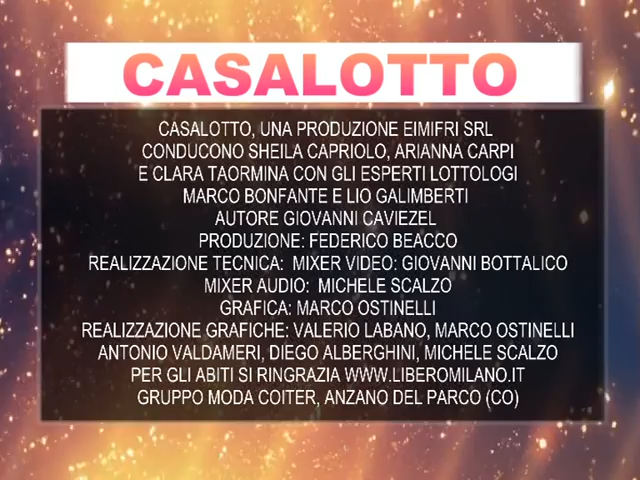 CASALOTTO
CASALOTTO, UNA PRODUZIONE EIMIFRI SRL
CONDUCONO SHEILA CAPRIOLO, ARIANNA CARPI
E CLARA TAORMINA CON GLI ESPERTI LOTTOLOGI
MARCO BONFANTE E LIO GALIMBERTI
AUTORE GIOVANNI CAVIEZEL
PRODUZIONE: FEDERICO BEACCO
REALIZZAZIONE TECNICA: MIXER VIDEO: GIOVANNI BOTTALICO
MIXER AUDIO: MICHELE SCALZO
GRAFICA: MARCO OSTINELLI
REALIZZAZIONE GRAFICHE: VALERIO LABANO, MARCO OSTINELLI
ANTONIO VALDAMERI, DIEGO ALBERGHINI, MICHELE SCALZO
PER GLI ABITI SI RINGRAZIA WWW.LIBEROMILANO.IT
GRUPPO MODA COITER, ANZANO DEL PARCO (CO)